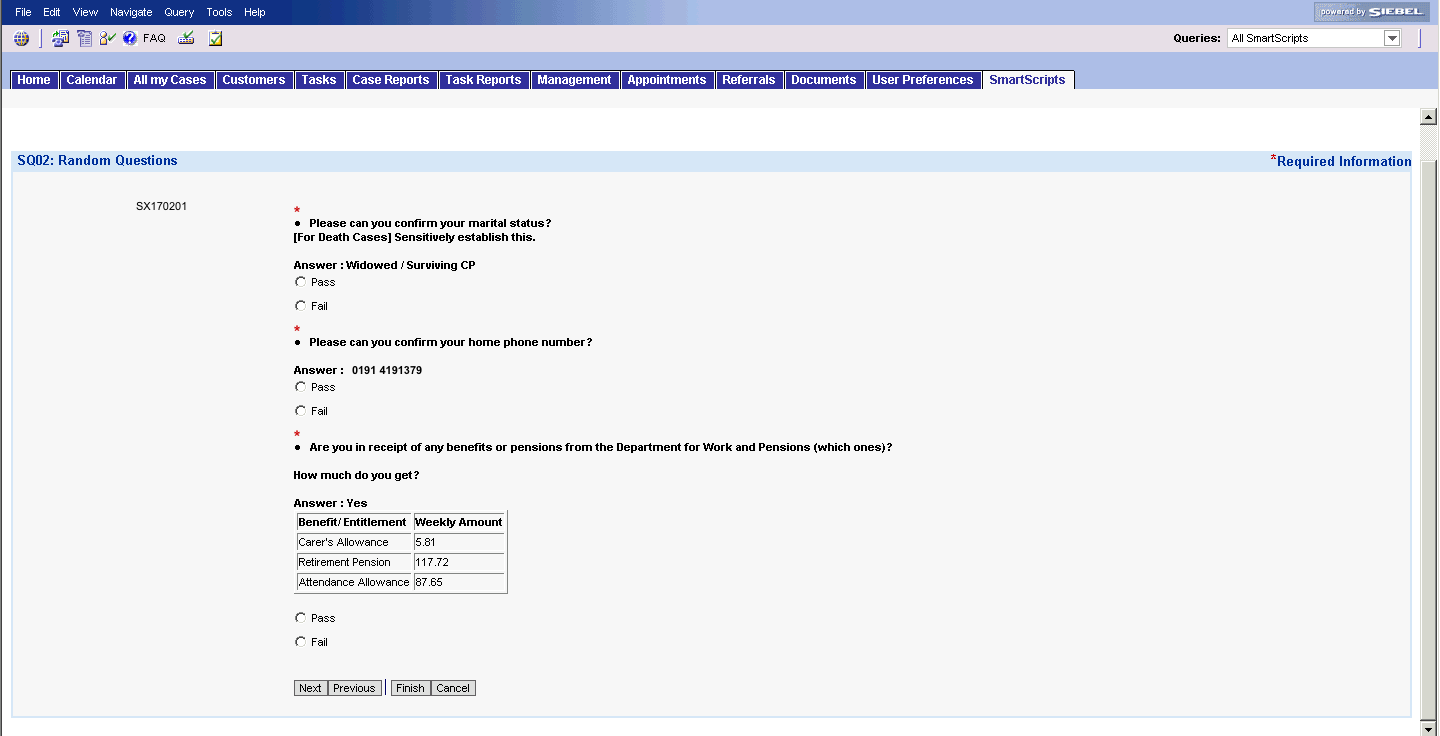 File Edit View Navigate Query Tools Help
powered by SIEBEL
FAQ
Queries: All SmartScripts
Home Calendar All my Cases Customers Tasks Case Reports Task Reports Management Appointments Referrals Documents User Preferences SmartScripts
SQ02: Random Questions
*Required Information
SX170201
*
• Please can you confirm your marital status?
[For Death Cases] Sensitively establish this.
Answer : Widowed / Surviving CP
Pass
Fail
*
• Please can you confirm your home phone number?
Answer : 0191 4191379
Pass
Fail
*
• Are you in receipt of any benefits or pensions from the Department for Work and Pensions (which ones)?
How much do you get?
Answer : Yes
Benefit/ Entitlement Weekly Amount
Carer's Allowance 5.81
Retirement Pension 117.72
Attendance Allowance 87.65
Pass
Fail
Next Previous Finish Cancel